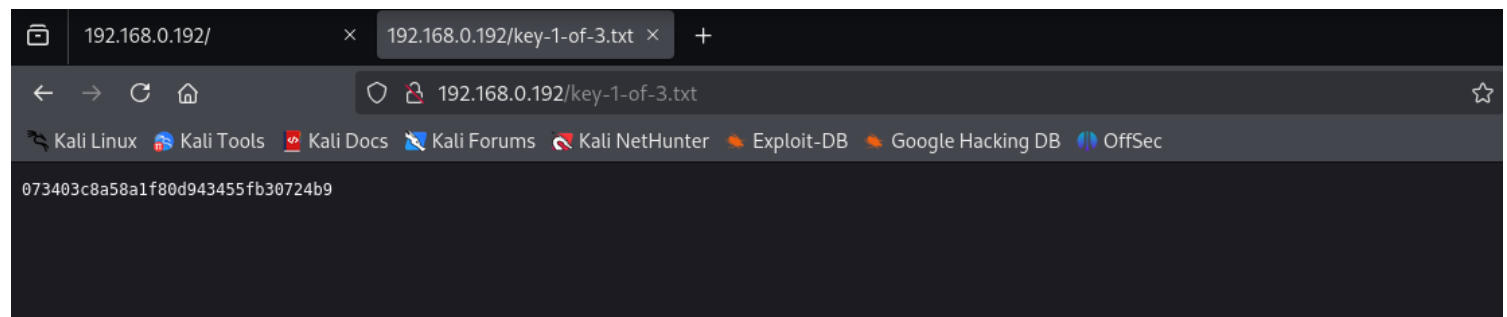 192.168.0.192/ 192.168.0.192/key-1-of-3.txt
192.168.0.192/key-1-of-3.txt
Kali Linux Kali Tools Kali Docs Kali Forums Kali NetHunter Exploit-DB Google Hacking DB OffSec
073403c8a58a1f80d943455fb30724b9